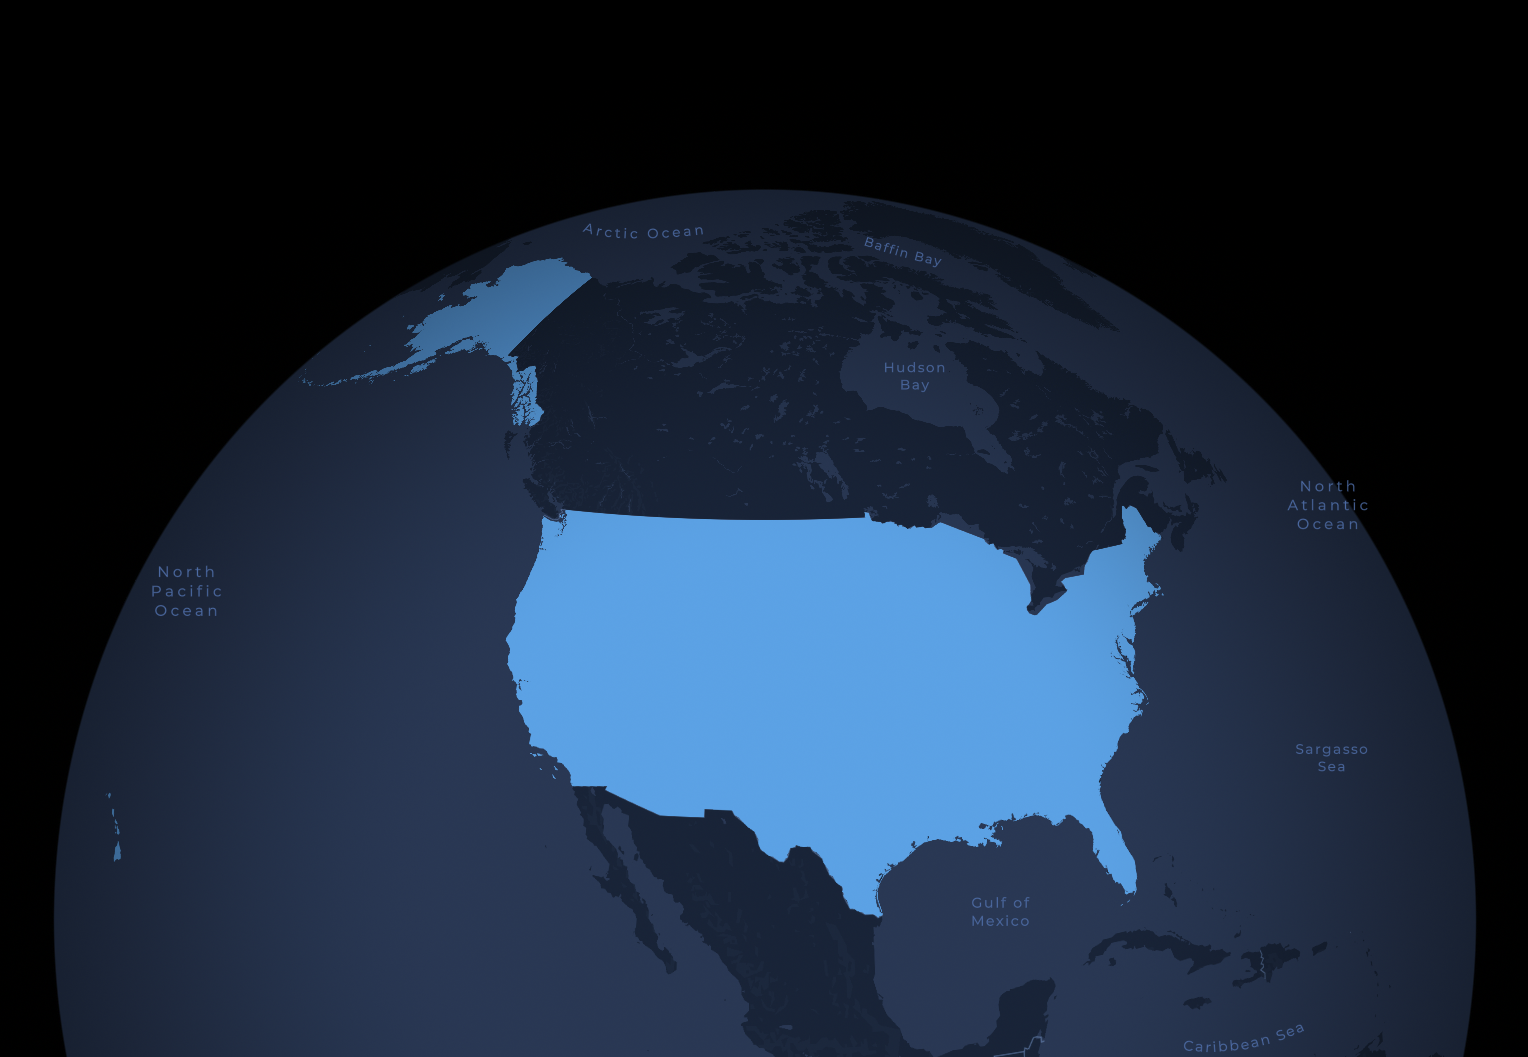 Arctic Ocean
Baffin Bay
Hudson
Bay
North
Atlantic
Ocean
North
Pacific
Ocean
Sargasso
Sea
Gulf of
Mexico
Caribbean Sea